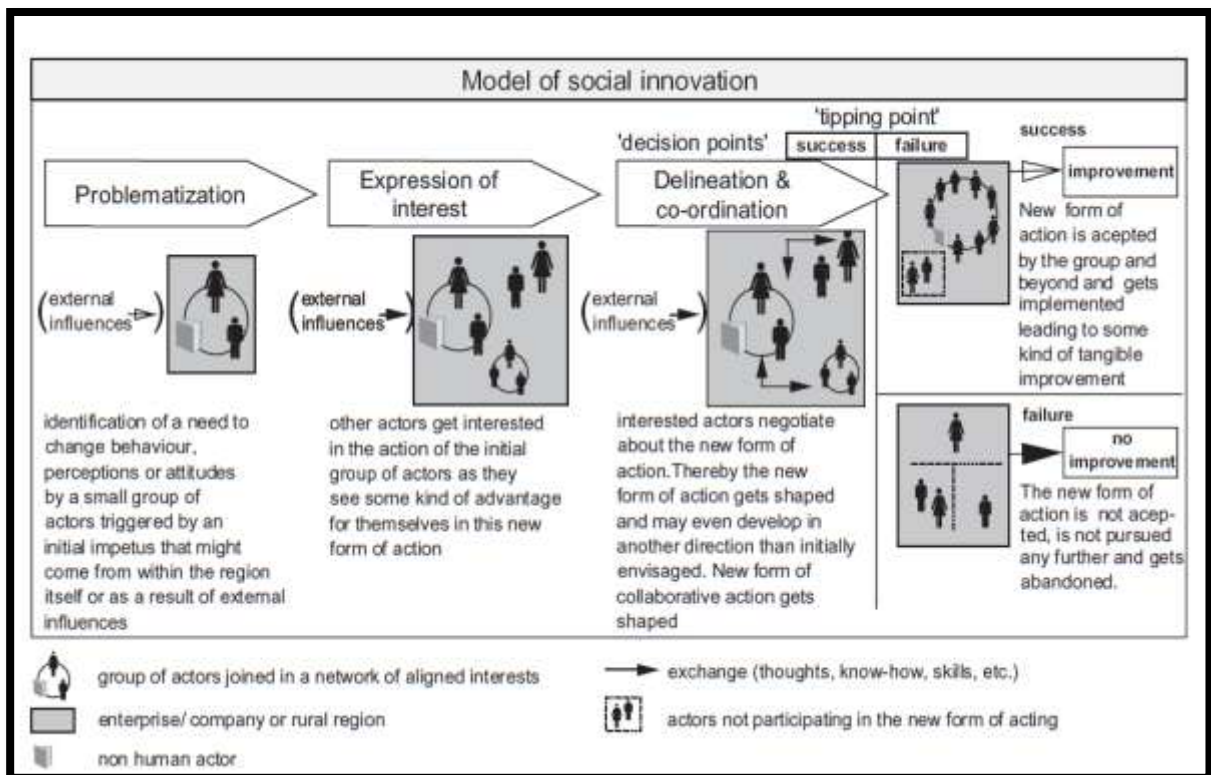 Model of social innovation
'tipping point'
'decision points'
success
failure
Problematization
Expression of
interest
Delineation &
co-ordination
(external
influences)
(external
influences)
(external
influences)
identification of a need to
change behaviour,
perceptions or attitudes
by a small group of
actors triggered by an
initial impetus that might
come from within the region
itself or as a result of external
influences
other actors get interested
in the action of the initial
group of actors as they
see some kind of advantage
for themselves in this new
form of action
interested actors negotiate
about the new form of
action.Thereby the new
form of action gets shaped
and may even develop in
another direction than initially
envisaged. New form of
collaborative action gets
shaped
success
improvement
New form of
action is acepted
by the group and
beyond and gets
implemented
leading to some
kind of tangible
improvement
failure
no
improvement
The new form of
action is not acep-
ted, is not pursued
any further and gets
abandoned.
group of actors joined in a network of aligned interests
enterprise/ company or rural region
non human actor
exchange (thoughts, know-how, skills, etc.)
actors not participating in the new form of acting